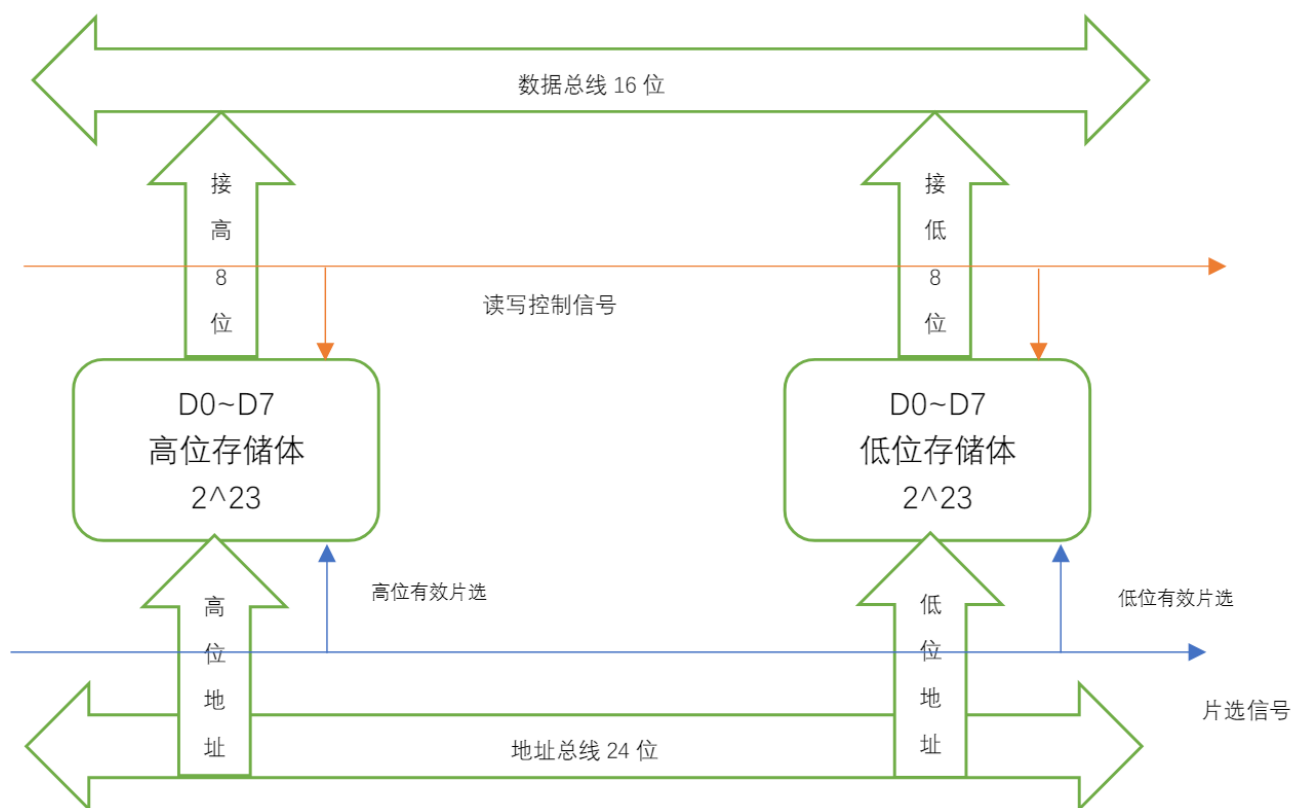 数据总线 16 位
接
高
8
位
接
低
8
位
读写控制信号
D0~D7
高位存储体
2^23
D0~D7
低位存储体
2^23
高位有效片选
低位有效片选
高
位
地
址
低
位
地
址
片选信号
地址总线 24 位